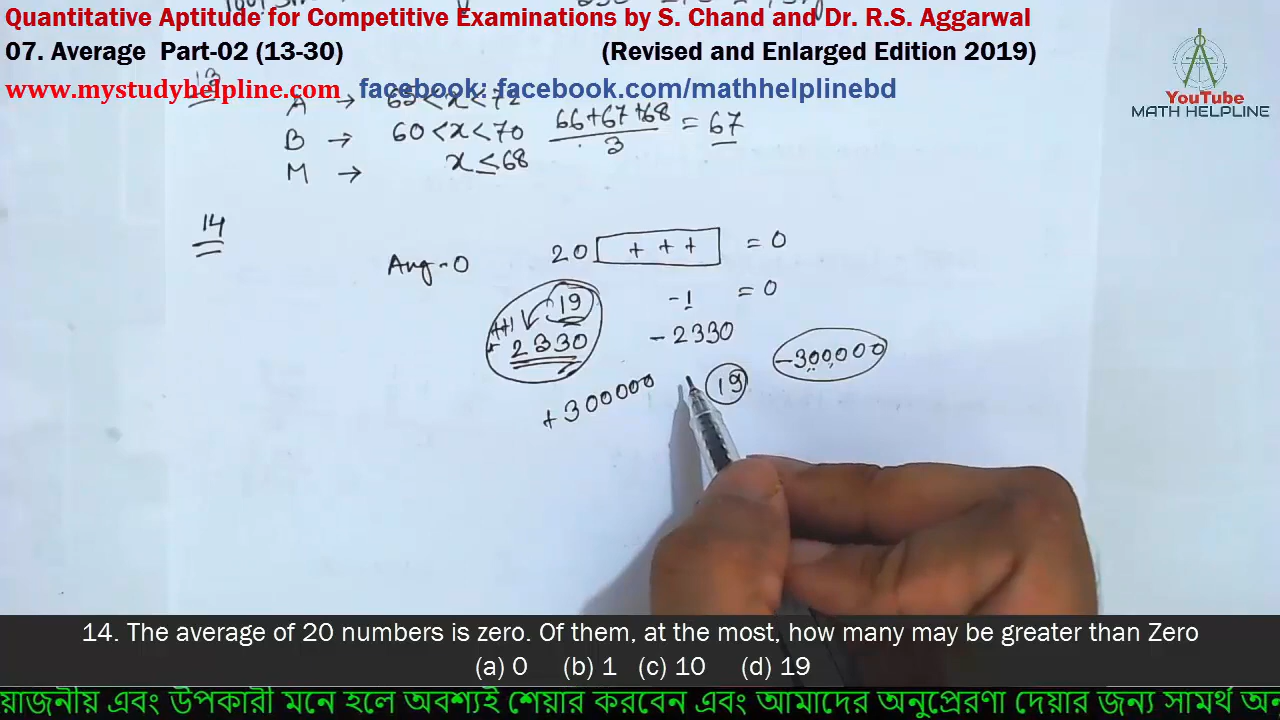 Quantitative Aptitude for Competitive Examinations by S. Chand and Dr. R.S. Aggarwal
07. Average Part-02 (13-30) (Revised and Enlarged Edition 2019)
www.mystudyhelpline.com facebook: facebook.com/mathhelplinebd
YouTube
MATH HELPLINE
13
A → 65 < x < 72
B → 60 < x < 70 66+67+68 / 3 = 67
M → x ≤ 68
14
Avg - 0 20 + + + = 0
19 -1 = 0
+ 2330 - 2330
+ 300000 19 - 300000
14. The average of 20 numbers is zero. Of them, at the most, how many may be greater than Zero
(a) 0 (b) 1 (c) 10 (d) 19
য়োজনীয় এবং উপকারী মনে হলে অবশ্যই শেয়ার করবেন এবং আমাদের অনুপ্রেরণা দেয়ার জন্য সামর্থ